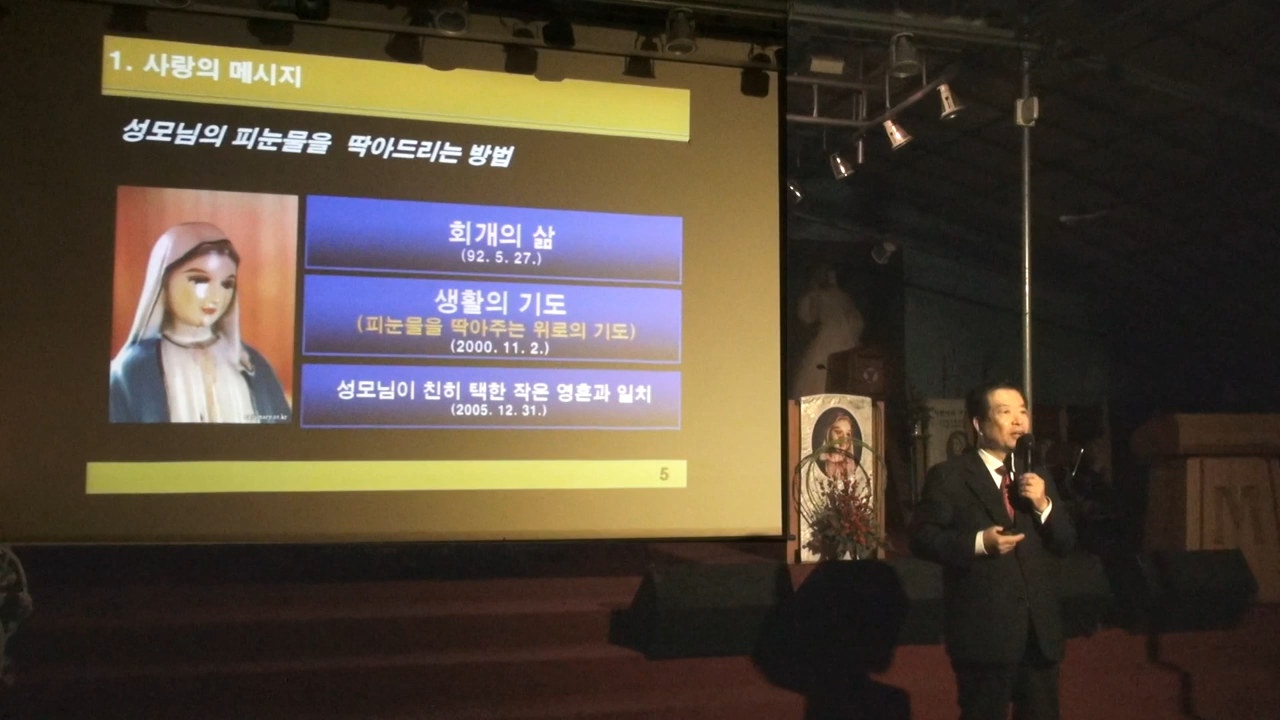 1. 사랑의 메시지
성모님의 피눈물을 딱아드리는 방법
회개의 삶
(92. 5. 27.)
생활의 기도
(피눈물을 딱아주는 위로의 기도)
(2000. 11. 2.)
성모님이 친히 택한 작은 영혼과 일치
(2005. 12. 31.)
5
M